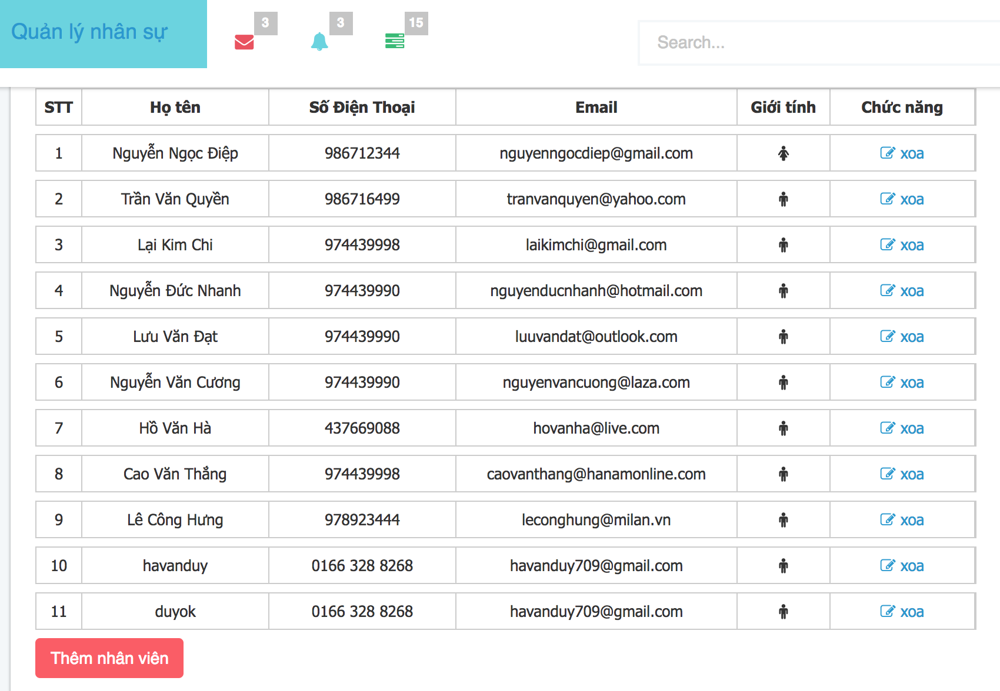 Quản lý nhân sự
3
3
15
Search...
STT Họ tên Số Điện Thoại Email Giới tính Chức năng
1 Nguyễn Ngọc Điệp 986712344 nguyenngocdiep@gmail.com xoa
2 Trần Văn Quyền 986716499 tranvanquyen@yahoo.com xoa
3 Lại Kim Chi 974439998 laikimchi@gmail.com xoa
4 Nguyễn Đức Nhanh 974439990 nguyenducnhanh@hotmail.com xoa
5 Lưu Văn Đạt 974439990 luuvandat@outlook.com xoa
6 Nguyễn Văn Cương 974439990 nguyenvancuong@laza.com xoa
7 Hồ Văn Hà 437669088 hovanha@live.com xoa
8 Cao Văn Thắng 974439998 caovanthang@hanamonline.com xoa
9 Lê Công Hưng 978923444 leconghung@milan.vn xoa
10 havanduy 0166 328 8268 havanduy709@gmail.com xoa
11 duyok 0166 328 8268 havanduy709@gmail.com xoa
Thêm nhân viên